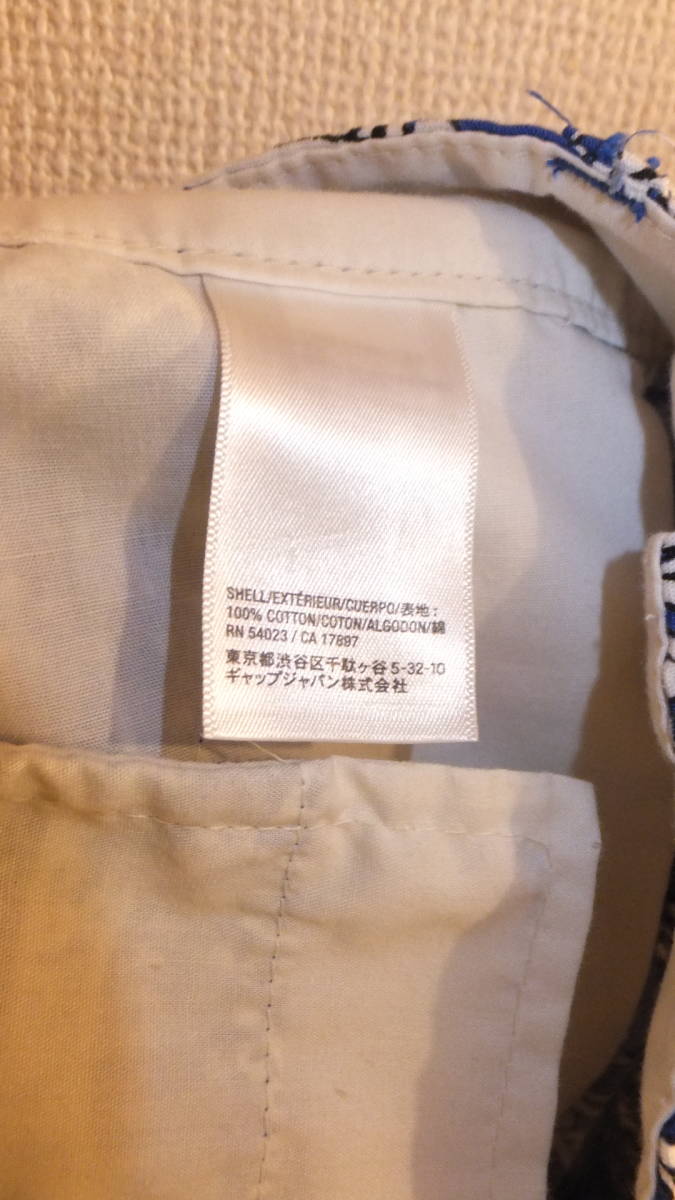 SHELL/EXTÉRIEUR/CUERPO/表地:
100% COTTON/COTON/ALGODON/綿
RN 54023 / CA 17897
東京都渋谷区千駄ヶ谷 5-32-10
ギャップジャパン株式会社